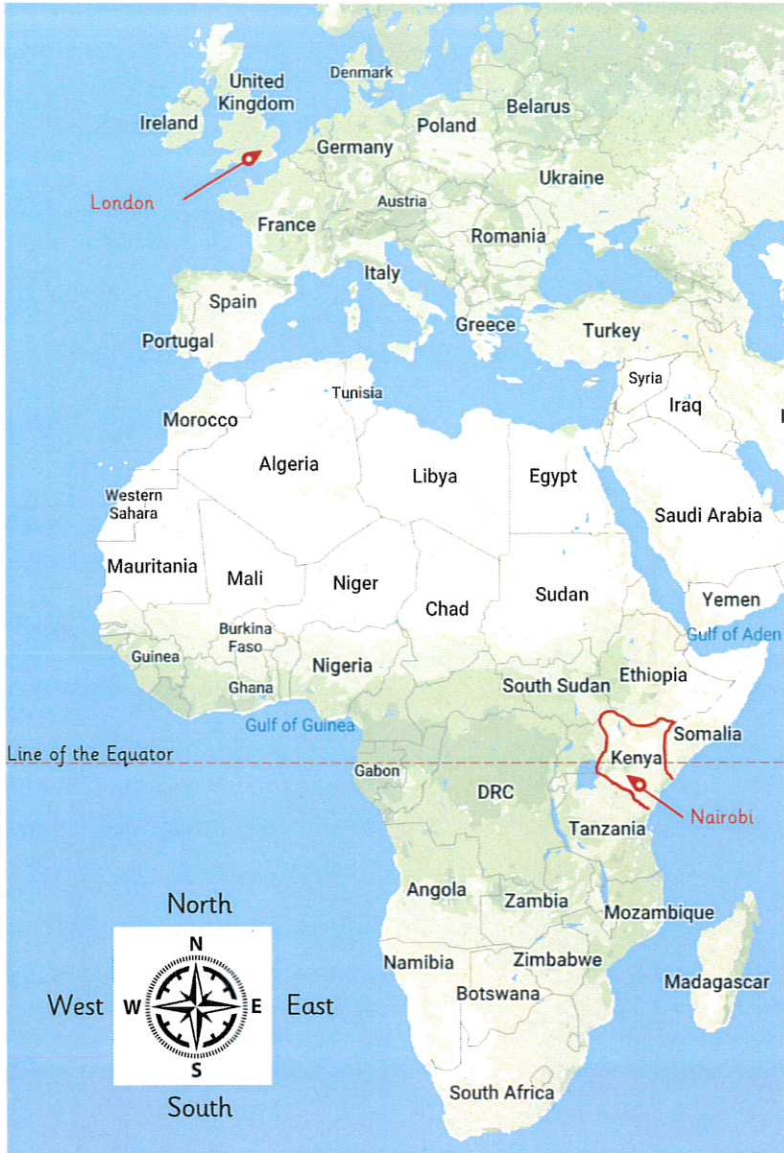 Denmark
United
Kingdom
Belarus
Ireland
Poland
Germany
London
Ukraine
Austria
France
Romania
Italy
Spain
Greece
Turkey
Portugal
Syria
Tunisia
Iraq
Morocco
Algeria
Libya
Egypt
Western
Sahara
Saudi Arabia
Mauritania
Mali
Niger
Sudan
Chad
Yemen
Burkina
Faso
Gulf of Aden
Guinea
Nigeria
Ethiopia
Ghana
South Sudan
Gulf of Guinea
Somalia
Line of the Equator
Kenya
Gabon
DRC
Nairobi
Tanzania
Angola
Zambia
North
Mozambique
N
Namibia
Zimbabwe
Madagascar
West
W
E
East
Botswana
S
South Africa
South